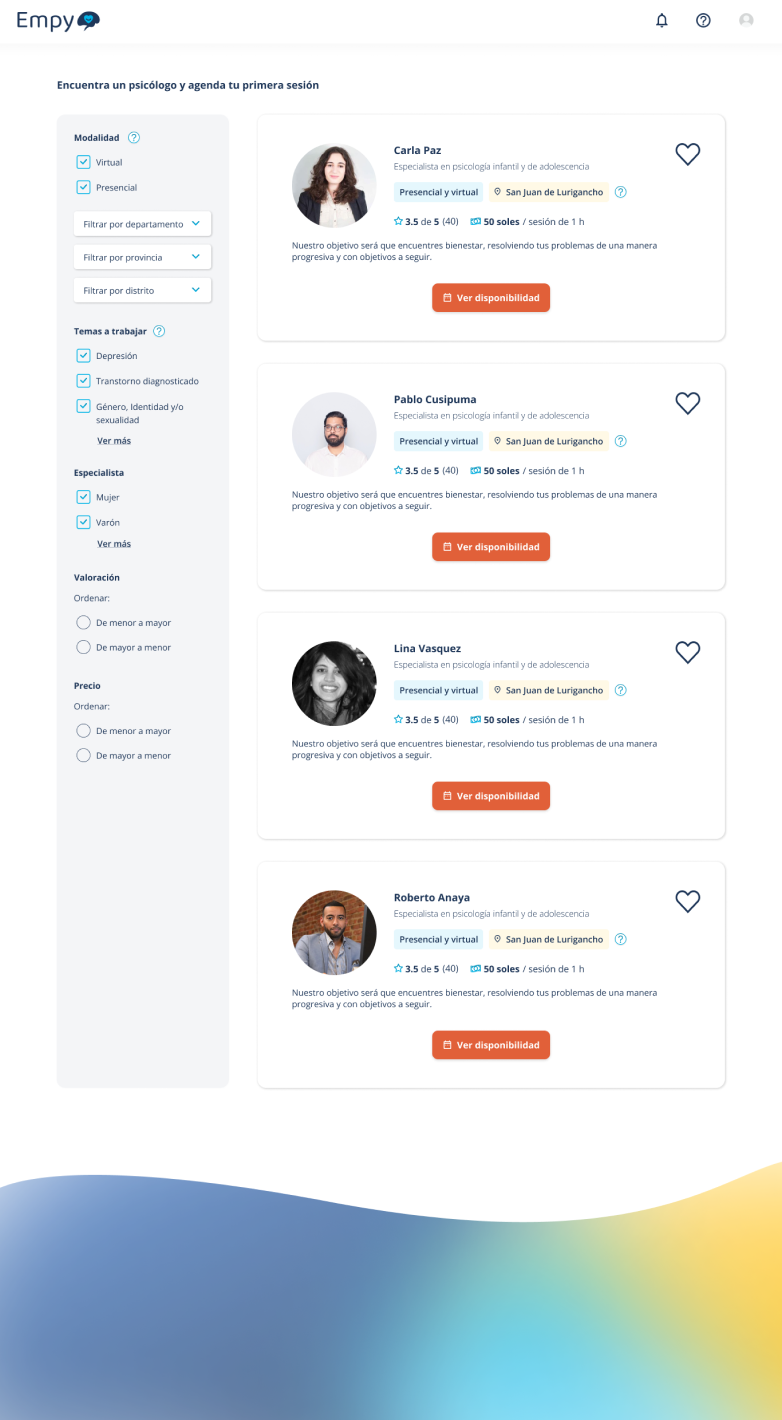 Empy
Encuentra un psicólogo y agenda tu primera sesión
Modalidad ?
Virtual
Presencial
Filtrar por departamento
Filtrar por provincia
Filtrar por distrito
Temas a trabajar ?
Depresión
Transtorno diagnosticado
Género, Identidad y/o
sexualidad
Ver más
Especialista
Mujer
Varón
Ver más
Valoración
Ordenar:
De menor a mayor
De mayor a menor
Precio
Ordenar:
De menor a mayor
De mayor a menor
Carla Paz
Especialista en psicología infantil y de adolescencia
Presencial y virtual San Juan de Lurigancho ?
3.5 de 5 (40) 50 soles / sesión de 1 h
Nuestro objetivo será que encuentres bienestar, resolviendo tus problemas de una manera
progresiva y con objetivos a seguir.
Ver disponibilidad
Pablo Cusipuma
Especialista en psicología infantil y de adolescencia
Presencial y virtual San Juan de Lurigancho ?
3.5 de 5 (40) 50 soles / sesión de 1 h
Nuestro objetivo será que encuentres bienestar, resolviendo tus problemas de una manera
progresiva y con objetivos a seguir.
Ver disponibilidad
Lina Vasquez
Especialista en psicología infantil y de adolescencia
Presencial y virtual San Juan de Lurigancho ?
3.5 de 5 (40) 50 soles / sesión de 1 h
Nuestro objetivo será que encuentres bienestar, resolviendo tus problemas de una manera
progresiva y con objetivos a seguir.
Ver disponibilidad
Roberto Anaya
Especialista en psicología infantil y de adolescencia
Presencial y virtual San Juan de Lurigancho ?
3.5 de 5 (40) 50 soles / sesión de 1 h
Nuestro objetivo será que encuentres bienestar, resolviendo tus problemas de una manera
progresiva y con objetivos a seguir.
Ver disponibilidad